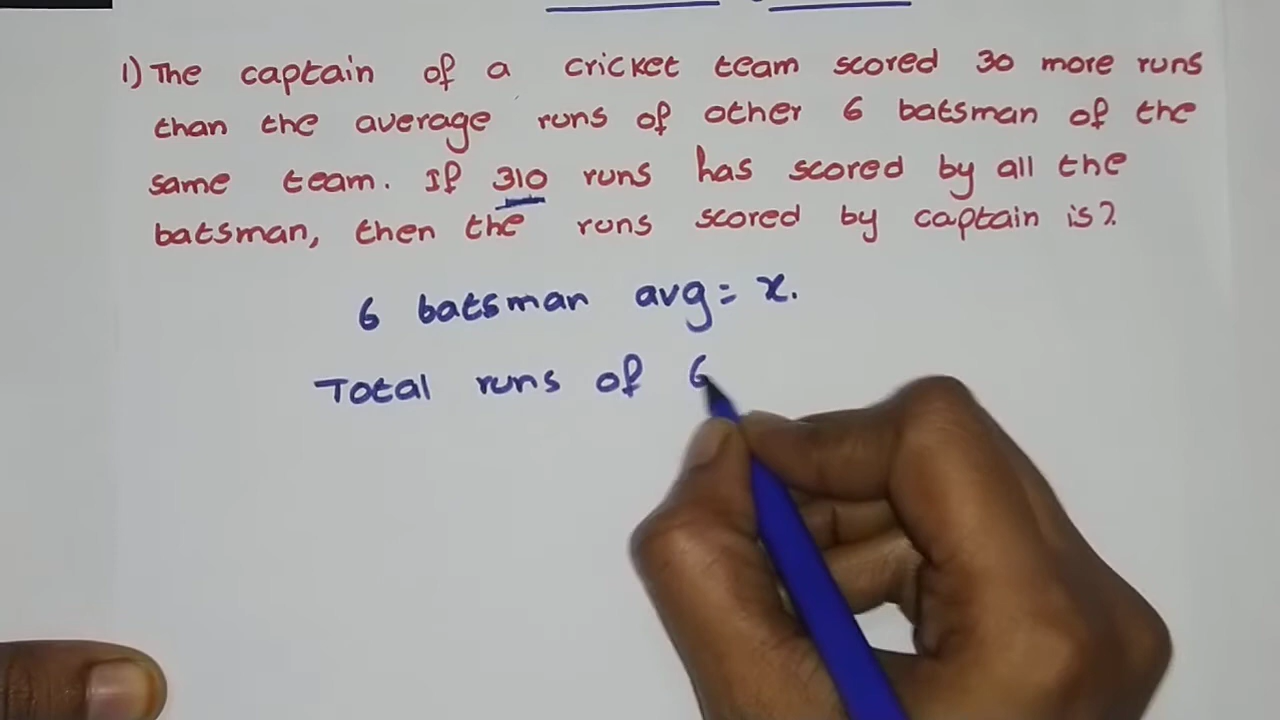 1) The captain of a cricket team scored 30 more runs
than the average runs of other 6 batsman of the
same team. If 310 runs has scored by all the
batsman, then the runs scored by captain is?
6 batsman avg = x.
Total runs of 6